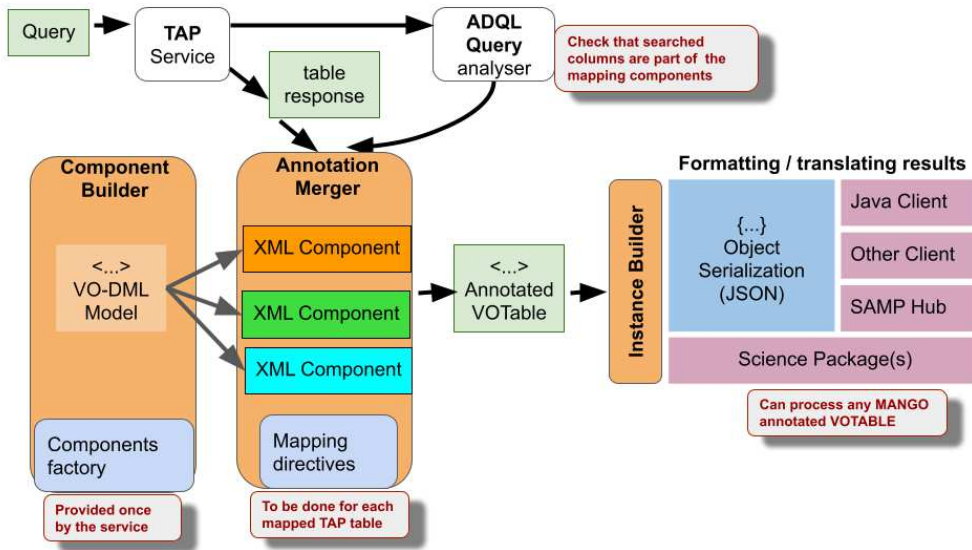 Query
TAP
Service
ADQL
Query
analyser
Check that searched
columns are part of the
mapping components
table
response
Component
Builder
Annotation
Merger
Formatting / translating results
<...>
VO-DML
Model
XML Component
XML Component
XML Component
<...>
Annotated
VOTable
Instance Builder
{...}
Object
Serialization
(JSON)
Java Client
Other Client
SAMP Hub
Science Package(s)
Can process any MANGO
annotated VOTABLE
Components
factory
Mapping
directives
Provided once
by the service
To be done for each
mapped TAP table